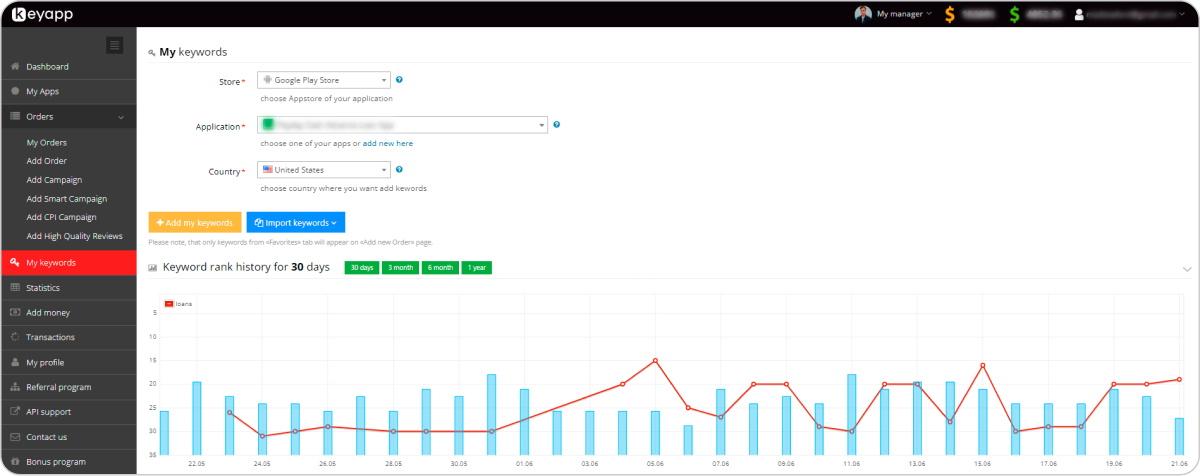 keyapp
My manager
Dashboard
My Apps
Orders
My Orders
Add Order
Add Campaign
Add Smart Campaign
Add CPI Campaign
Add High Quality Reviews
My keywords
Statistics
Add money
Transactions
My profile
Referral program
API support
Contact us
Bonus program
My keywords
Store*
Google Play Store
choose Appstore of your application
Application*
choose one of your apps or add new here
Country*
United States
choose country where you want add kewords
Add my keywords
Import keywords
Please note, that only keywords from «Favorites» tab will appear on «Add new Order» page.
Keyword rank history for 30 days
30 days
3 month
6 month
1 year
loans
5
10
15
20
25
30
35
22.05
24.05
26.05
28.05
30.05
01.06
03.06
05.06
07.06
09.06
11.06
13.06
15.06
17.06
19.06
21.06